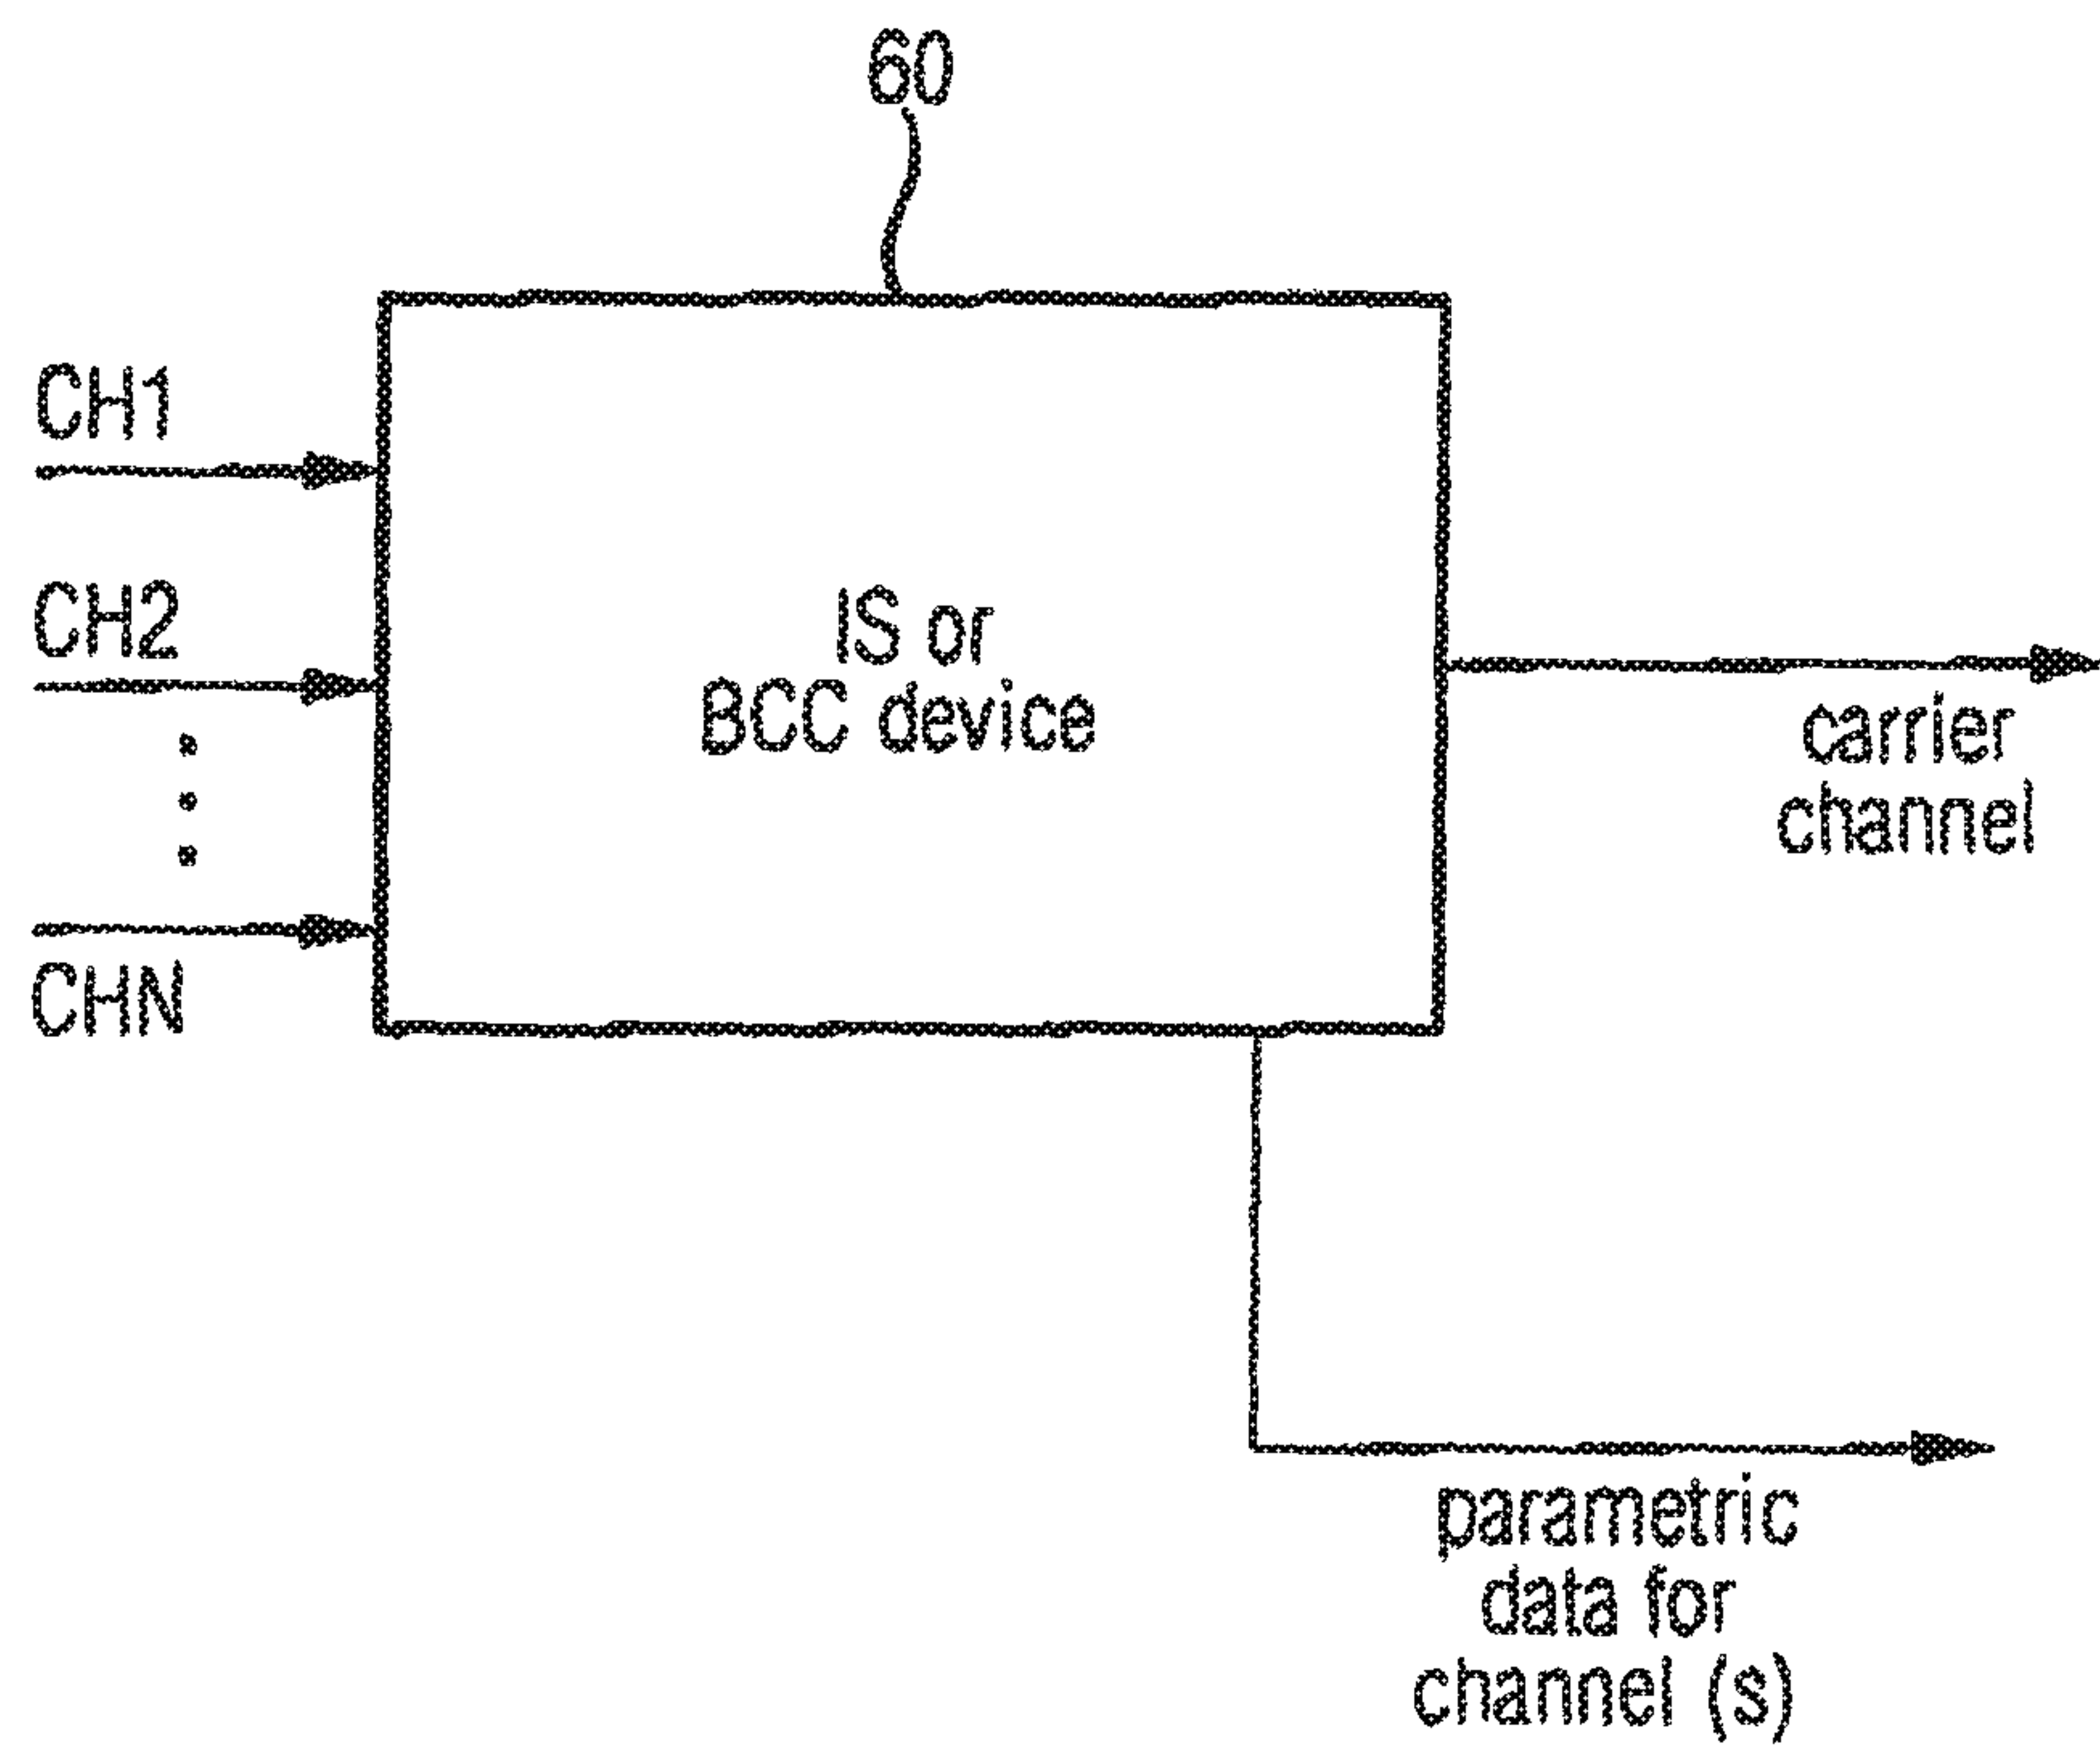 60
CH1
CH2
CHN
IS or
BCC device
carrier
channel
parametric
data for
channel (s)